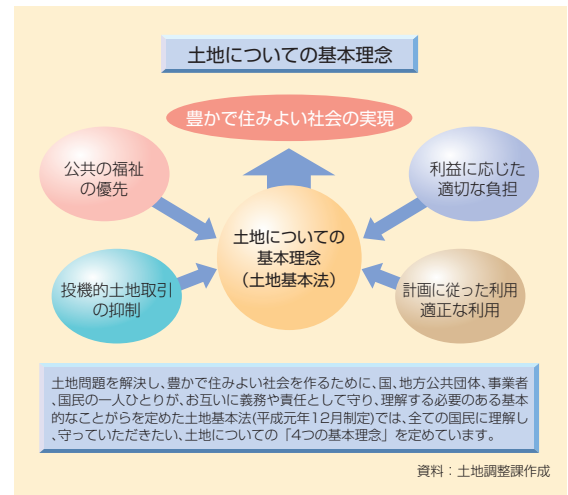 土地についての基本理念
豊かで住みよい社会の実現
公共の福祉
の優先
利益に応じた
適切な負担
土地についての
基本理念
(土地基本法)
投機的土地取引
の抑制
計画に従った利用
適正な利用
土地問題を解決し、豊かで住みよい社会を作るために、国、地方公共団体、事業者
、国民の一人ひとりが、お互いに義務や責任として守り、理解する必要のある基本
的なことがらを定めた土地基本法(平成元年12月制定)では、全ての国民に理解し
、守っていただきたい、土地についての「4つの基本理念」を定めています。
資料:土地調整課作成